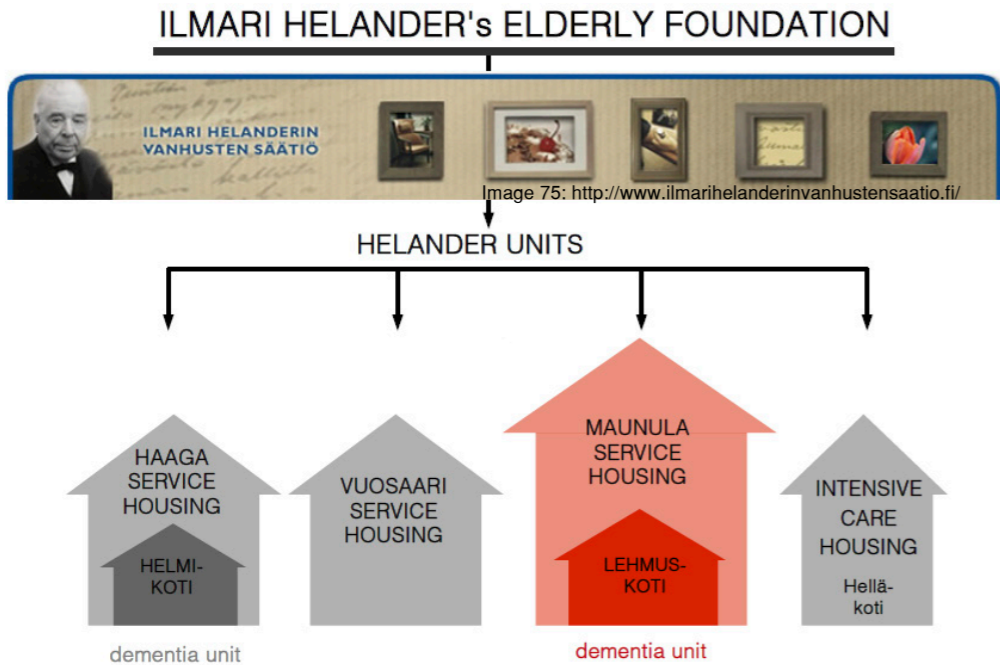 ILMARI HELANDER's ELDERLY FOUNDATION
ILMARI HELANDERIN
VANHUSTEN SÄÄTIÖ
Image 75: http://www.ilmarihelanderinvanhustensaatio.fi/
HELANDER UNITS
HAAGA
SERVICE
HOUSING
HELMI-
KOTI
dementia unit
VUOSAARI
SERVICE
HOUSING
MAUNULA
SERVICE
HOUSING
LEHMUS-
KOTI
dementia unit
INTENSIVE
CARE
HOUSING
Hellä-
koti